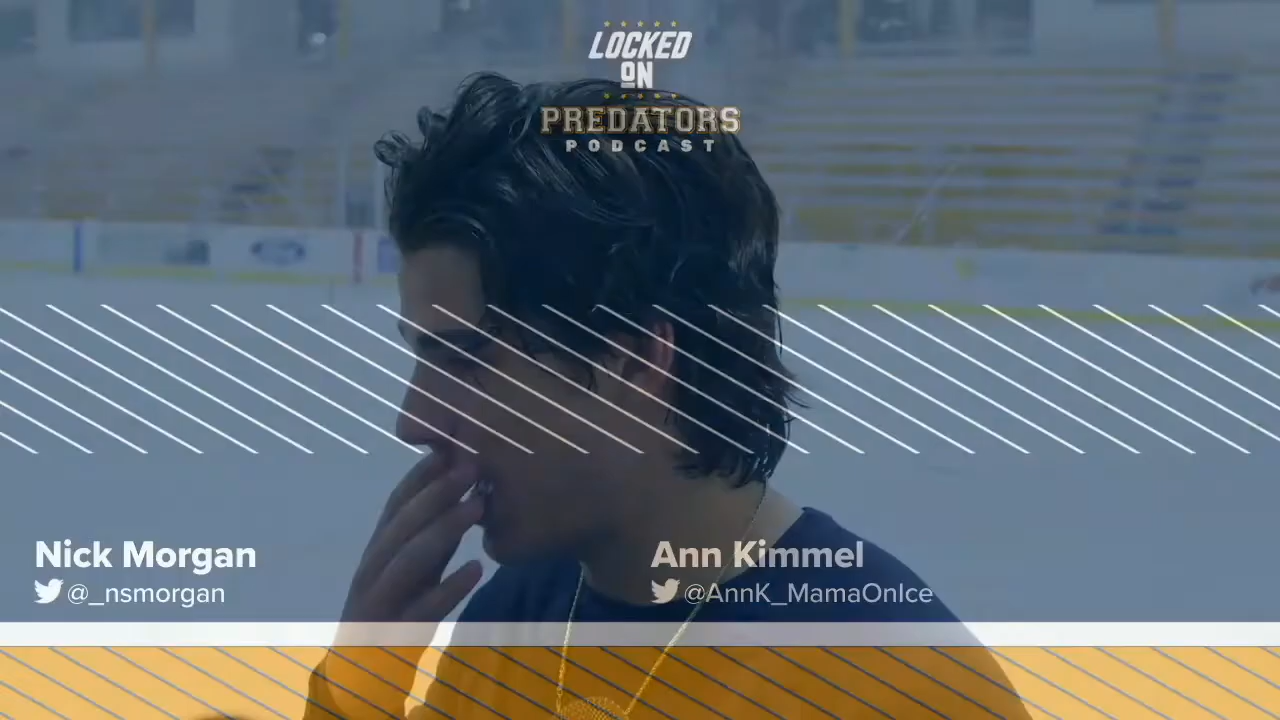 LOCKED
ON
PREDATORS
PODCAST
Nick Morgan
@_nsmorgan
Ann Kimmel
@AnnK_MamaOnIce